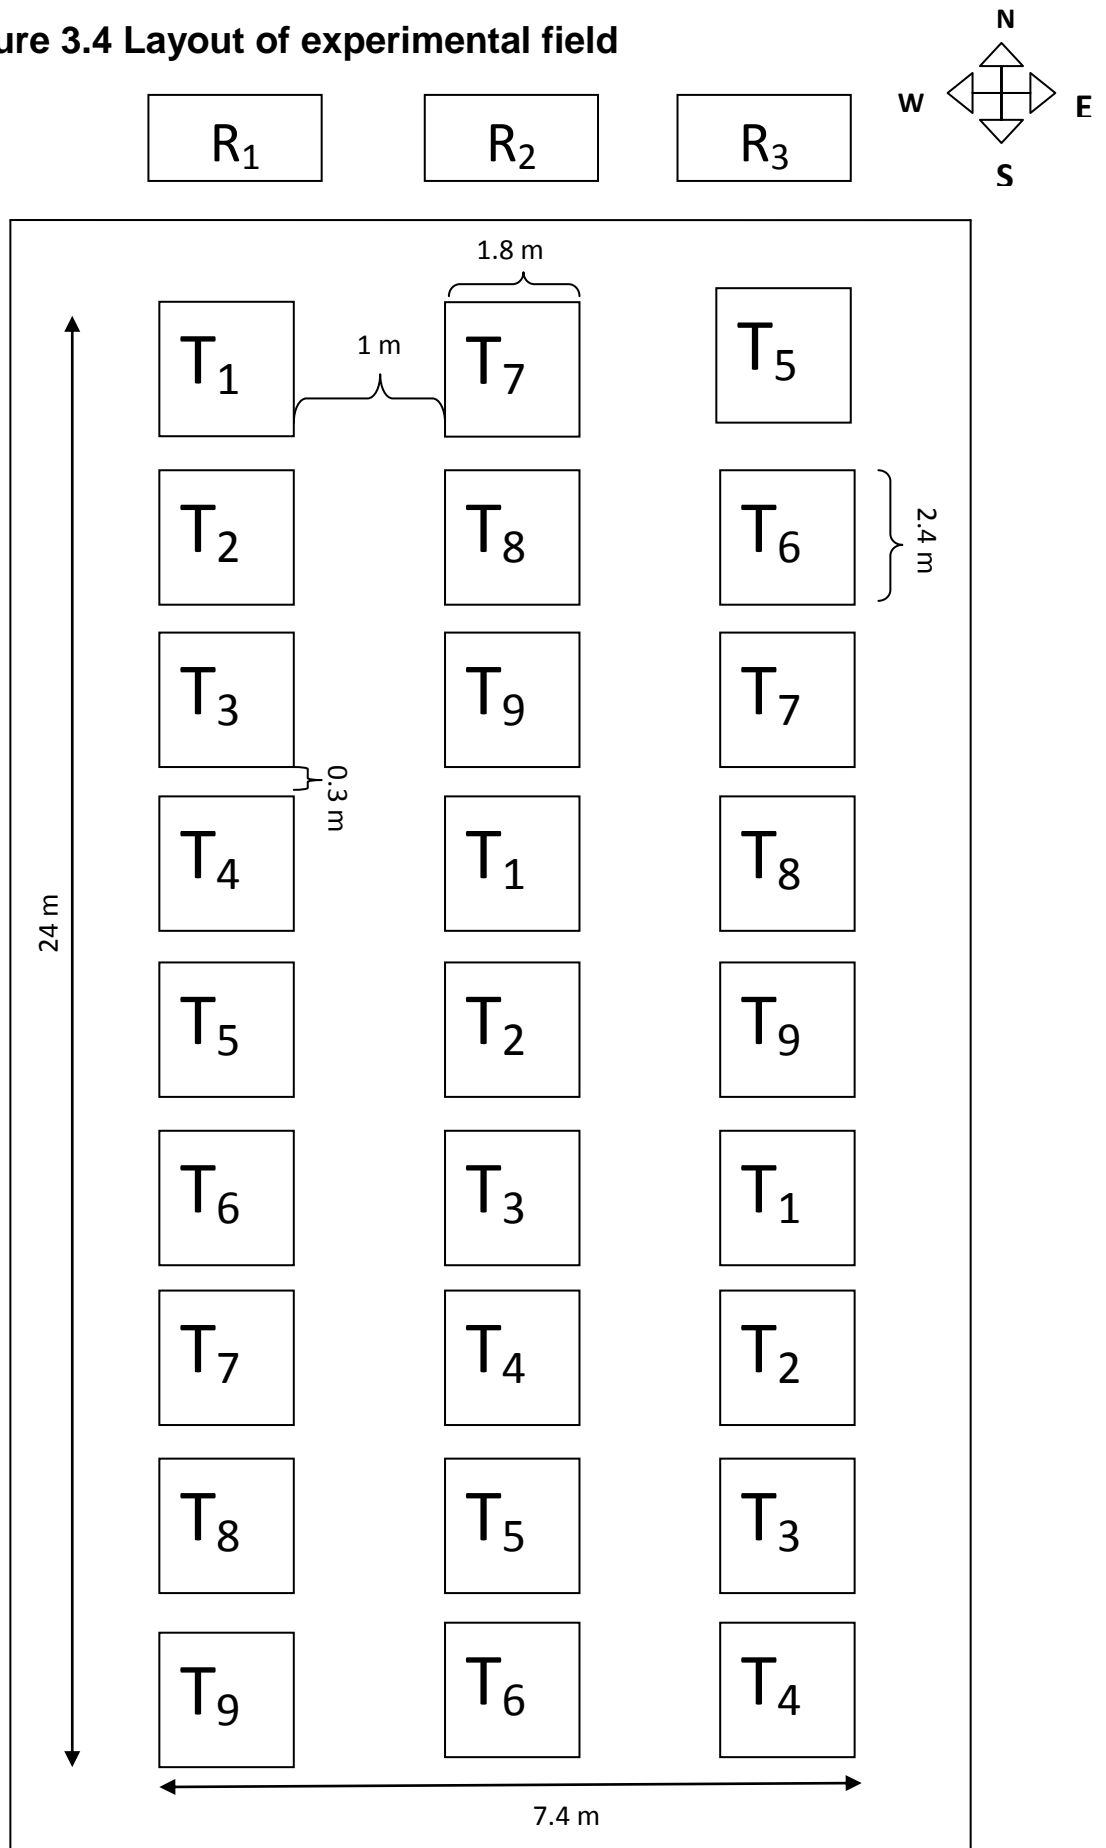 ure 3.4 Layout of experimental field
N
W
E
S
R1 R2 R3
1.8 m
1 m
T1 T7 T5
T2 T8 T6
2.4 m
T3 T9 T7
0.3 m
T4 T1 T8
24 m
T5 T2 T9
T6 T3 T1
T7 T4 T2
T8 T5 T3
T9 T6 T4
7.4 m